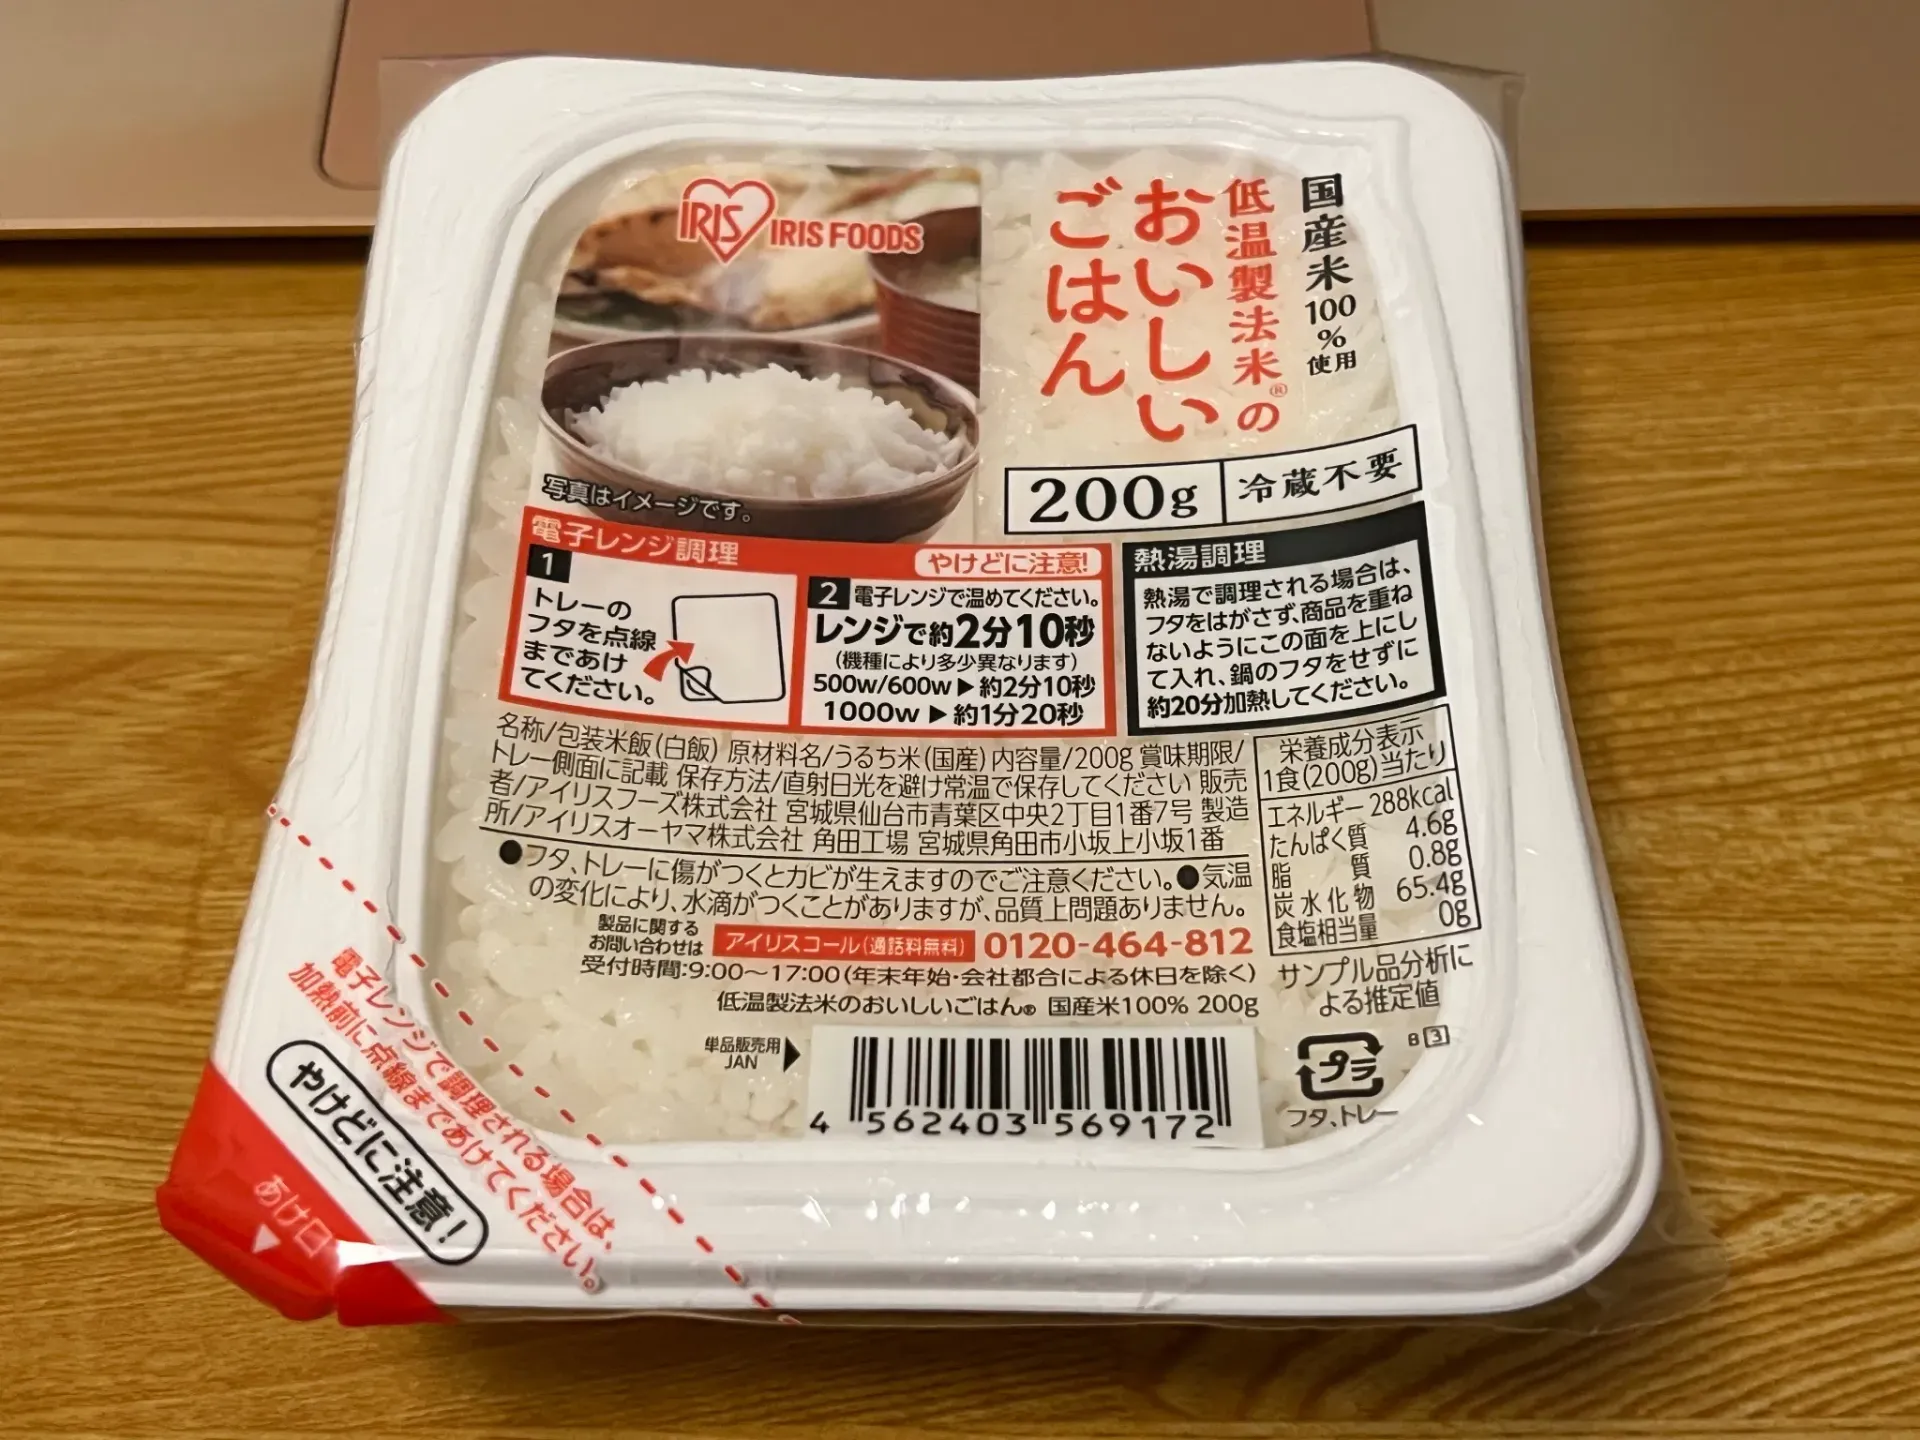 IRIS IRIS FOODS
国産米100%使用
低温製法米®の
おいしい
ごはん
200g 冷蔵不要
写真はイメージです。
電子レンジ調理
やけどに注意!
1
トレーの
フタを点線
まであけ
てください。
2 電子レンジで温めてください。
レンジで約2分10秒
(機種により多少異なります)
500w/600w▶約2分10秒
1000w▶約1分20秒
熱湯調理
熱湯で調理される場合は、
フタをはがさず、商品を重ね
ないようにこの面を上にし
て入れ、鍋のフタをせずに
約20分加熱してください。
名称/包装米飯(白飯) 原材料名/うるち米(国産) 内容量/200g 賞味期限/
トレー側面に記載 保存方法/直射日光を避け常温で保存してください 販売
者/アイリスフーズ株式会社 宮城県仙台市青葉区中央2丁目1番7号 製造
所/アイリスオーヤマ株式会社 角田工場 宮城県角田市小坂上小坂1番
●フタ、トレーに傷がつくとカビが生えますのでご注意ください。●気温
の変化により、水滴がつくことがありますが、品質上問題ありません。
製品に関する
お問い合わせは
アイリスコール(通話料無料) 0120-464-812
受付時間:9:00～17:00(年末年始・会社都合による休日を除く)
低温製法米のおいしいごはん® 国産米100% 200g
栄養成分表示
1食(200g)当たり
エネルギー 288kcal
たんぱく質 4.6g
脂質 0.8g
炭水化物 65.4g
食塩相当量 0g
サンプル品分析に
よる推定値
単品販売用
JAN▶
4 562403 569172
プラ
フタ、トレー
B 3
電子レンジで調理される場合は、
加熱前に点線まであけてください。
やけどに注意!
あけ口